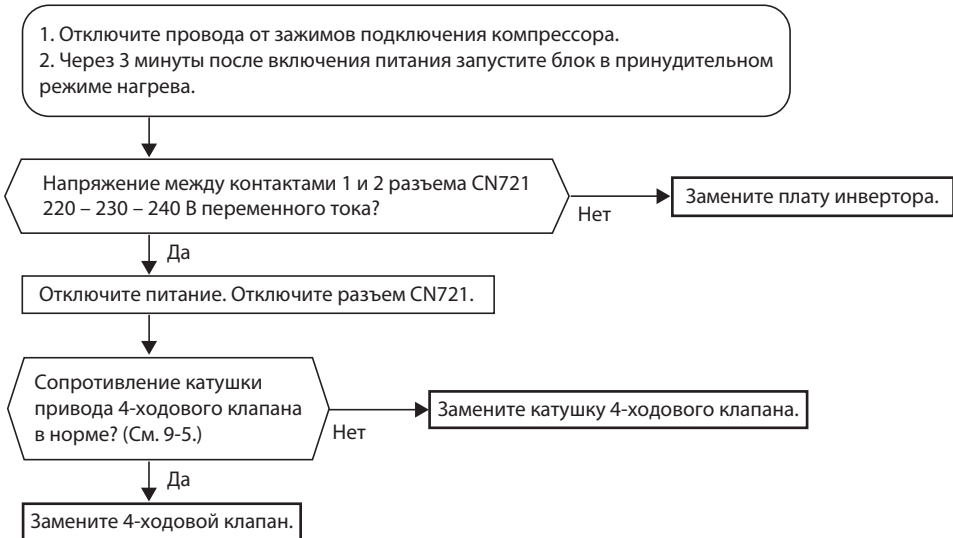 1. Отключите провода от зажимов подключения компрессора.
2. Через 3 минуты после включения питания запустите блок в принудительном
режиме нагрева.
Напряжение между контактами 1 и 2 разъема CN721
220 – 230 – 240 В переменного тока?
Нет
Замените плату инвертора.
Да
Отключите питание. Отключите разъем CN721.
Сопротивление катушки
привода 4-ходового клапана
в норме? (См. 9-5.)
Нет
Замените катушку 4-ходового клапана.
Да
Замените 4-ходовой клапан.